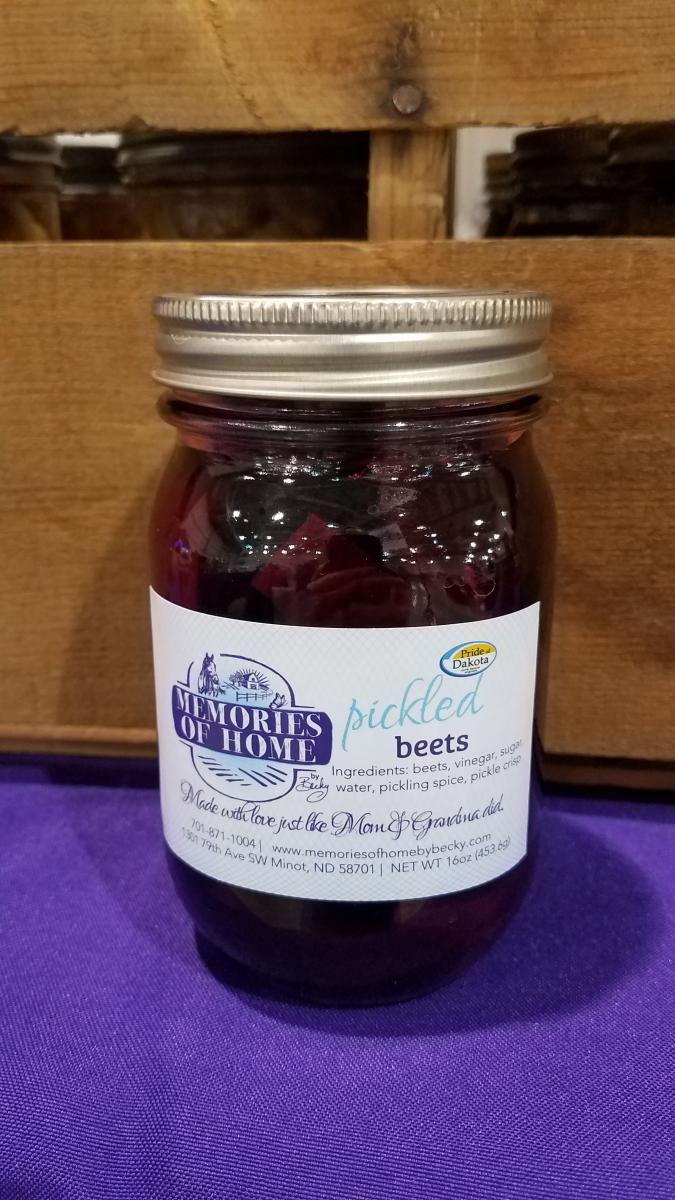 Pride of
Dakota
MEMORIES
OF HOME
by
Becky
pickled
beets
Ingredients: beets, vinegar, sugar,
water, pickling spice, pickle crisp
Made with love just like Mom & Grandma did.
701-871-1004 | www.memoriesofhomebybecky.com
1301 79th Ave SW Minot, ND 58701 | NET WT 16oz (453.6g)